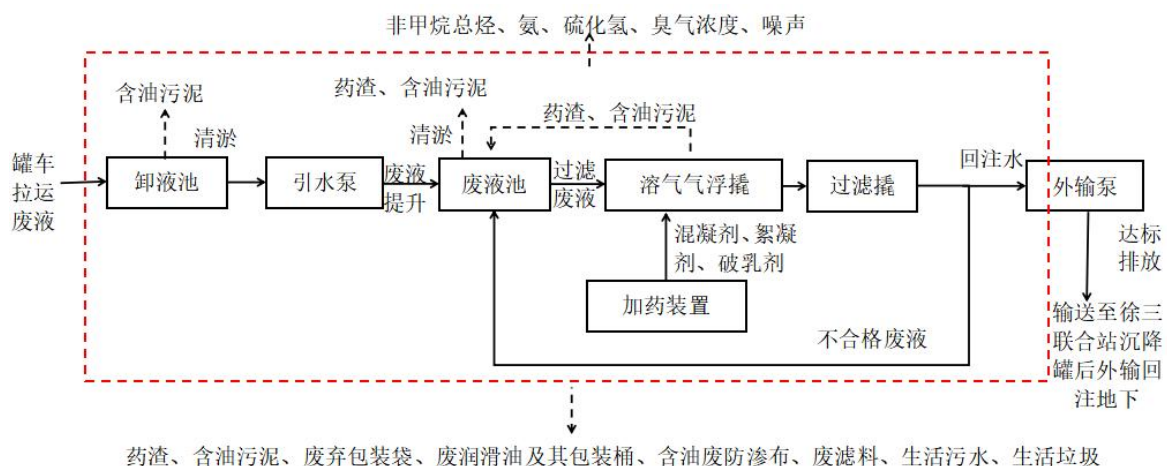 非甲烷总烃、氨、硫化氢、臭气浓度、噪声
含油污泥
清淤
药渣、含油污泥
清淤
药渣、含油污泥
罐车
拉运
废液
卸液池
引水泵
废液
提升
废液池
过滤
废液
溶气气浮撬
过滤撬
回注水
外输泵
混凝剂、絮凝
剂、破乳剂
加药装置
不合格废液
达标
排放
输送至徐三
联合站沉降
罐后外输回
注地下
药渣、含油污泥、废弃包装袋、废润滑油及其包装桶、含油废防渗布、废滤料、生活污水、生活垃圾